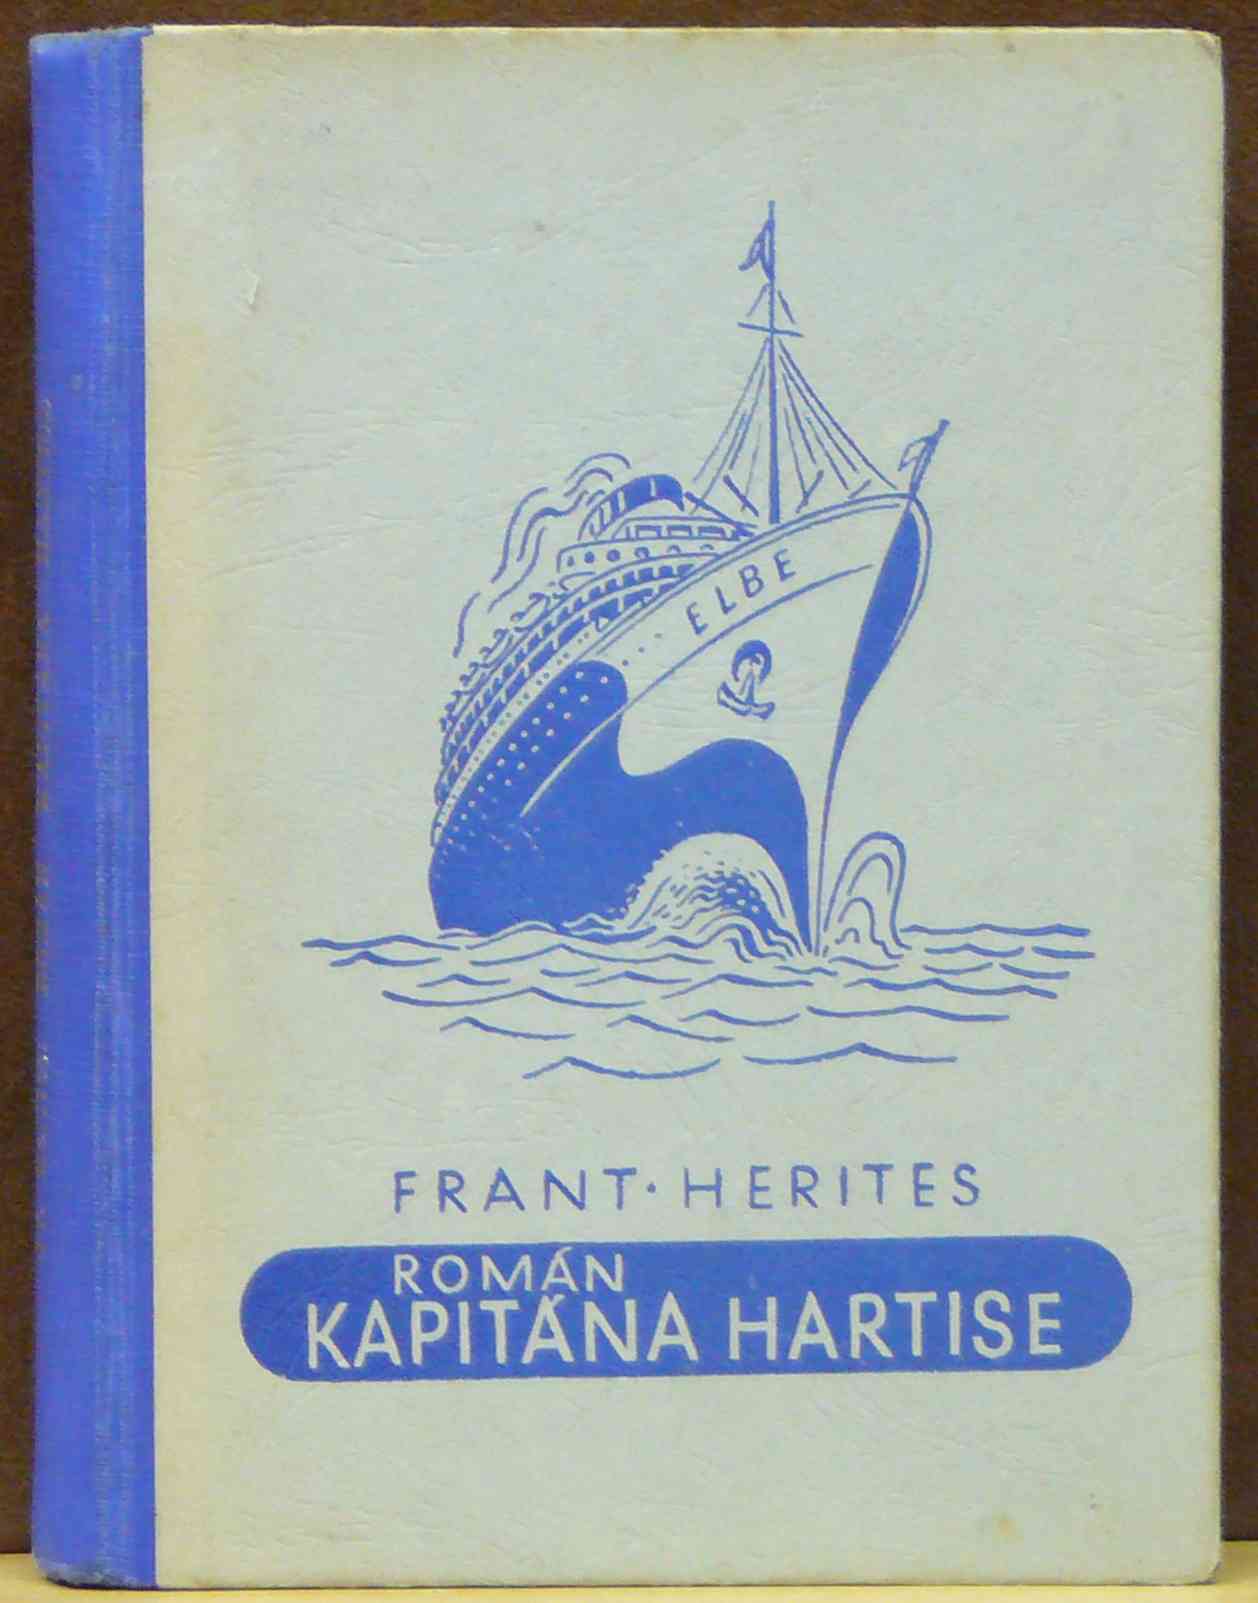 ELBE
FRANT. HERITES
ROMÁN
KAPITÁNA HARTISE